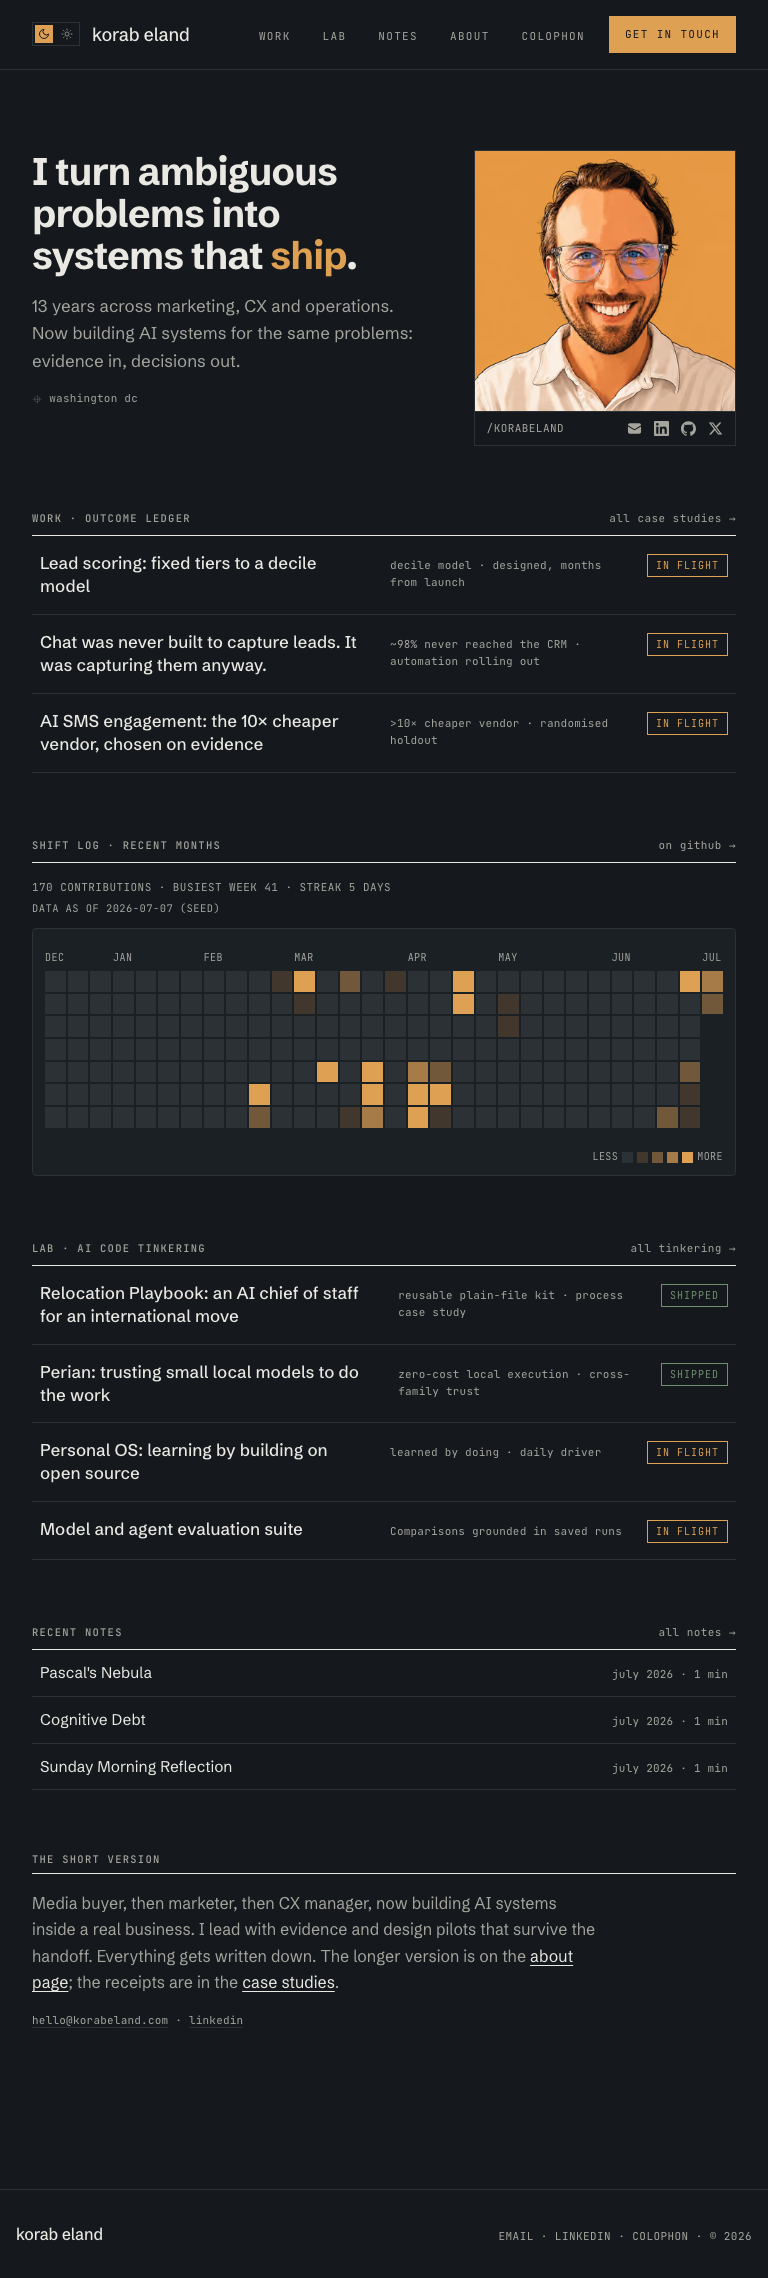 korab eland
WORK LAB NOTES ABOUT COLOPHON GET IN TOUCH
I turn ambiguous
problems into
systems that ship.
13 years across marketing, CX and operations.
Now building AI systems for the same problems:
evidence in, decisions out.
washington dc
/KORABELAND
WORK · OUTCOME LEDGER all case studies →
Lead scoring: fixed tiers to a decile
model
decile model · designed, months
from launch
IN FLIGHT
Chat was never built to capture leads. It
was capturing them anyway.
~98% never reached the CRM ·
automation rolling out
IN FLIGHT
AI SMS engagement: the 10× cheaper
vendor, chosen on evidence
>10× cheaper vendor · randomised
holdout
IN FLIGHT
SHIFT LOG · RECENT MONTHS on github →
170 CONTRIBUTIONS · BUSIEST WEEK 41 · STREAK 5 DAYS
DATA AS OF 2026-07-07 (SEED)
DEC JAN FEB MAR APR MAY JUN JUL
LESS MORE
LAB · AI CODE TINKERING all tinkering →
Relocation Playbook: an AI chief of staff
for an international move
reusable plain-file kit · process
case study
SHIPPED
Perian: trusting small local models to do
the work
zero-cost local execution · cross-
family trust
SHIPPED
Personal OS: learning by building on
open source
learned by doing · daily driver
IN FLIGHT
Model and agent evaluation suite
Comparisons grounded in saved runs
IN FLIGHT
RECENT NOTES all notes →
Pascal's Nebula july 2026 · 1 min
Cognitive Debt july 2026 · 1 min
Sunday Morning Reflection july 2026 · 1 min
THE SHORT VERSION
Media buyer, then marketer, then CX manager, now building AI systems
inside a real business. I lead with evidence and design pilots that survive the
handoff. Everything gets written down. The longer version is on the about
page; the receipts are in the case studies.
hello@korabeland.com · linkedin
korab eland
EMAIL · LINKEDIN · COLOPHON · © 2026